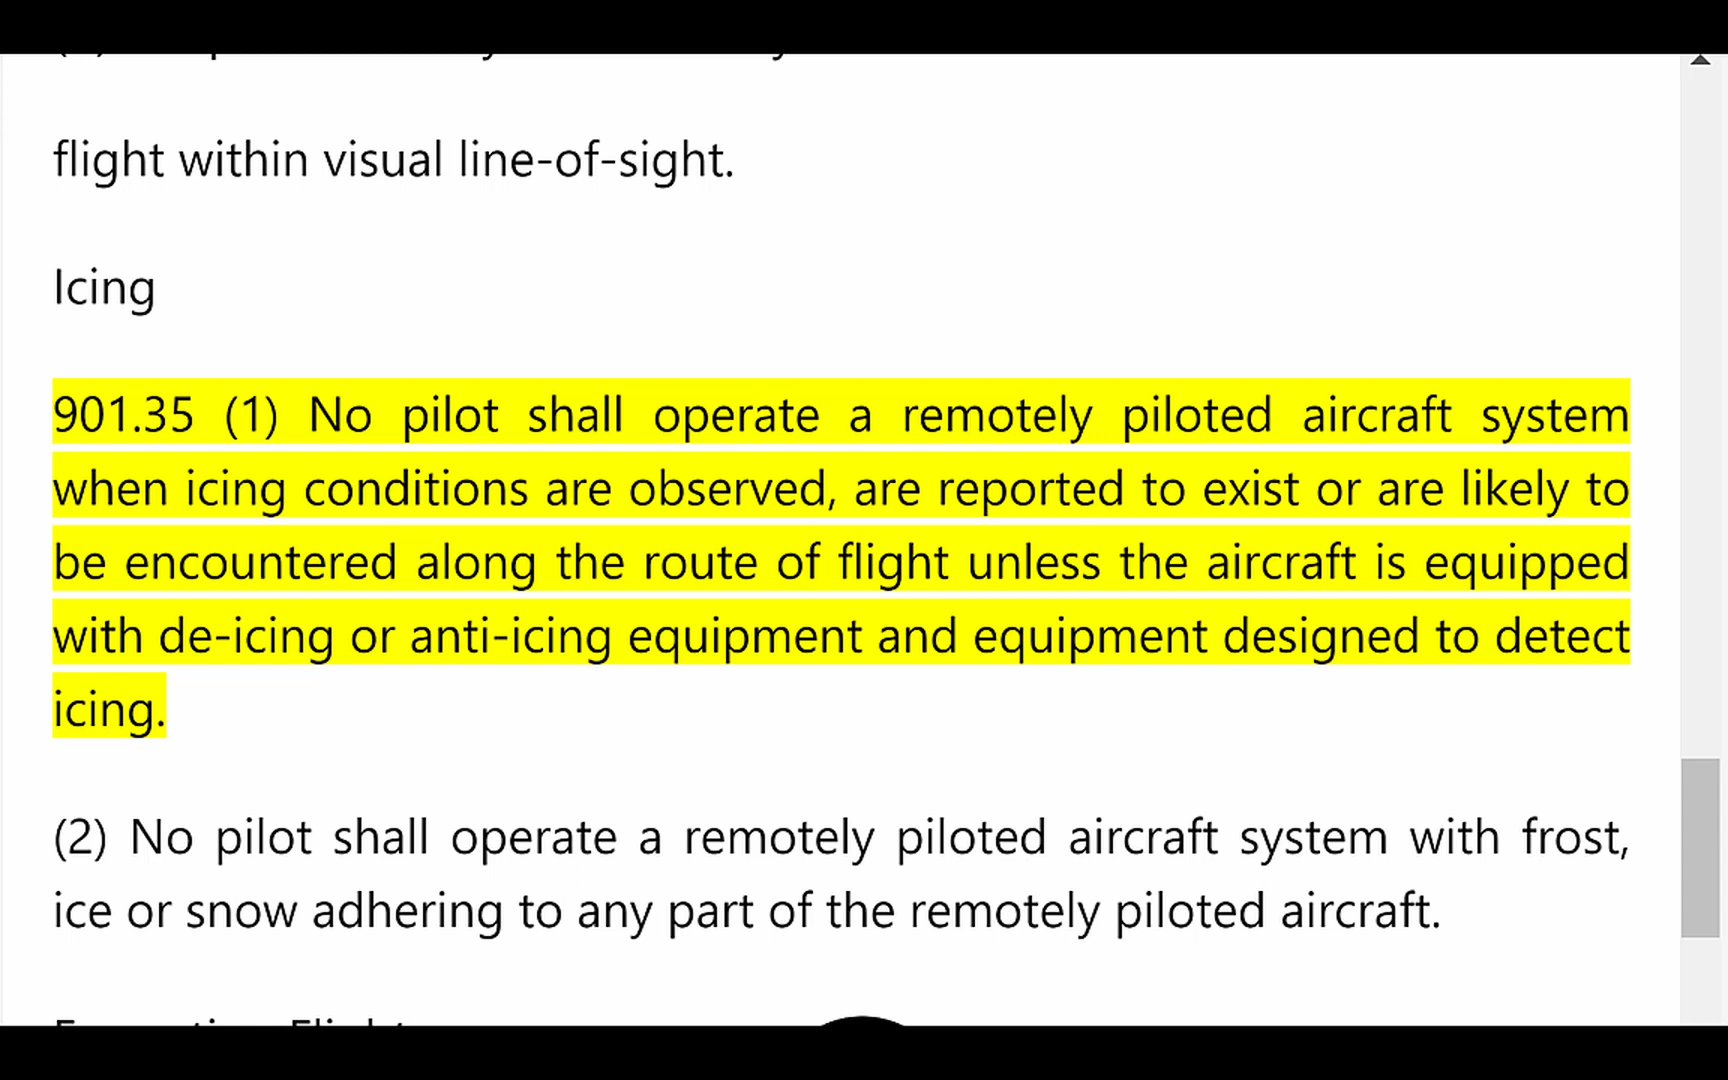 flight within visual line-of-sight.
Icing
901.35 (1) No pilot shall operate a remotely piloted aircraft system
when icing conditions are observed, are reported to exist or are likely to
be encountered along the route of flight unless the aircraft is equipped
with de-icing or anti-icing equipment and equipment designed to detect
icing.
(2) No pilot shall operate a remotely piloted aircraft system with frost,
ice or snow adhering to any part of the remotely piloted aircraft.